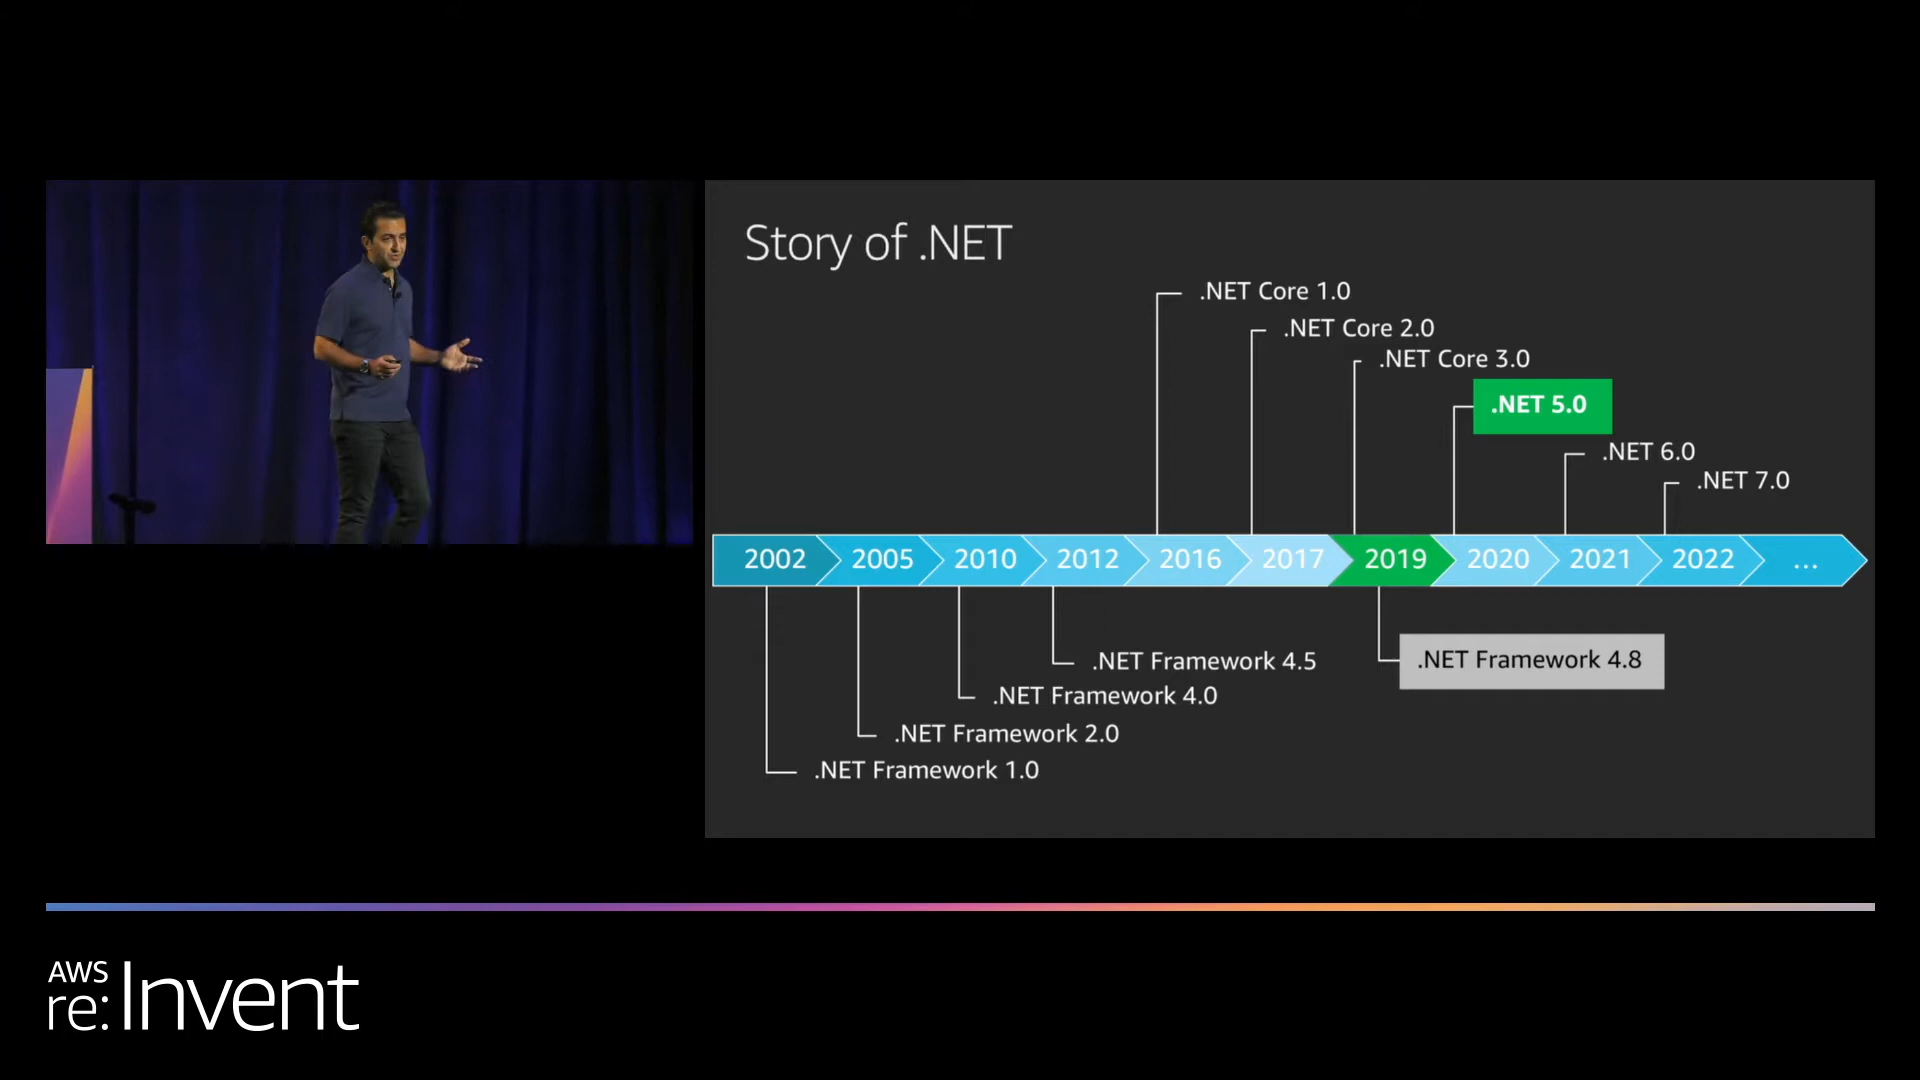 Story of .NET
.NET Core 1.0
.NET Core 2.0
.NET Core 3.0
.NET 5.0
.NET 6.0
.NET 7.0
2002 2005 2010 2012 2016 2017 2019 2020 2021 2022 ...
.NET Framework 4.5
.NET Framework 4.8
.NET Framework 4.0
.NET Framework 2.0
.NET Framework 1.0
AWS
re:Invent